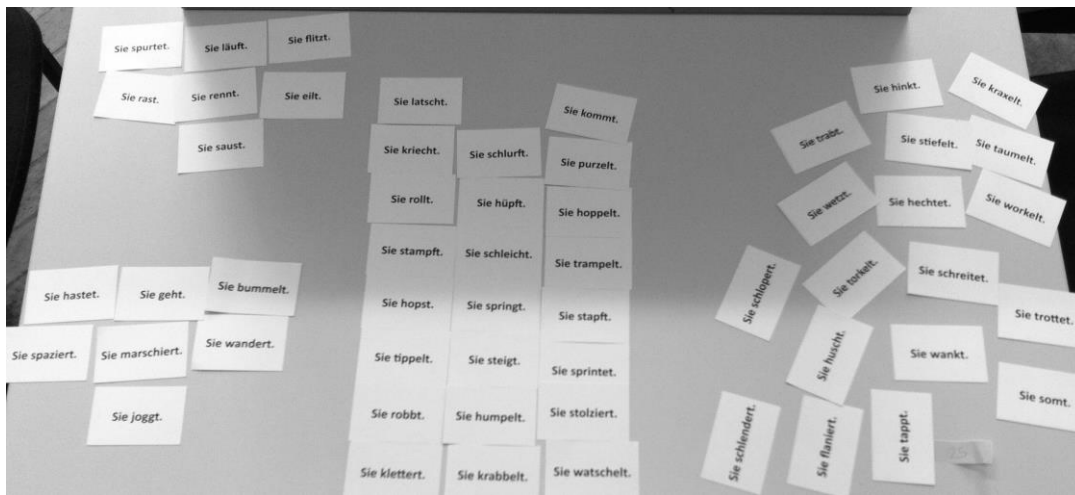 Sie spurtet.
Sie läuft.
Sie flitzt.
Sie rast.
Sie rennt.
Sie eilt.
Sie saust.
Sie hastet.
Sie geht.
Sie bummelt.
Sie spaziert.
Sie marschiert.
Sie wandert.
Sie joggt.
Sie latscht.
Sie kommt.
Sie kriecht.
Sie schlurft.
Sie purzelt.
Sie rollt.
Sie hüpft.
Sie hoppelt.
Sie stampft.
Sie schleicht.
Sie trampelt.
Sie hopst.
Sie springt.
Sie stapft.
Sie tippelt.
Sie steigt.
Sie sprintet.
Sie robbt.
Sie humpelt.
Sie stolziert.
Sie klettert.
Sie krabbelt.
Sie watschelt.
Sie hinkt.
Sie kraxelt.
Sie trabt.
Sie stiefelt.
Sie taumelt.
Sie wetzt.
Sie hechtet.
Sie workelt.
Sie schlopert.
Sie torkelt.
Sie schreitet.
Sie trottet.
Sie huscht.
Sie wankt.
Sie somt.
Sie schlendert.
Sie flaniert.
Sie tappt.